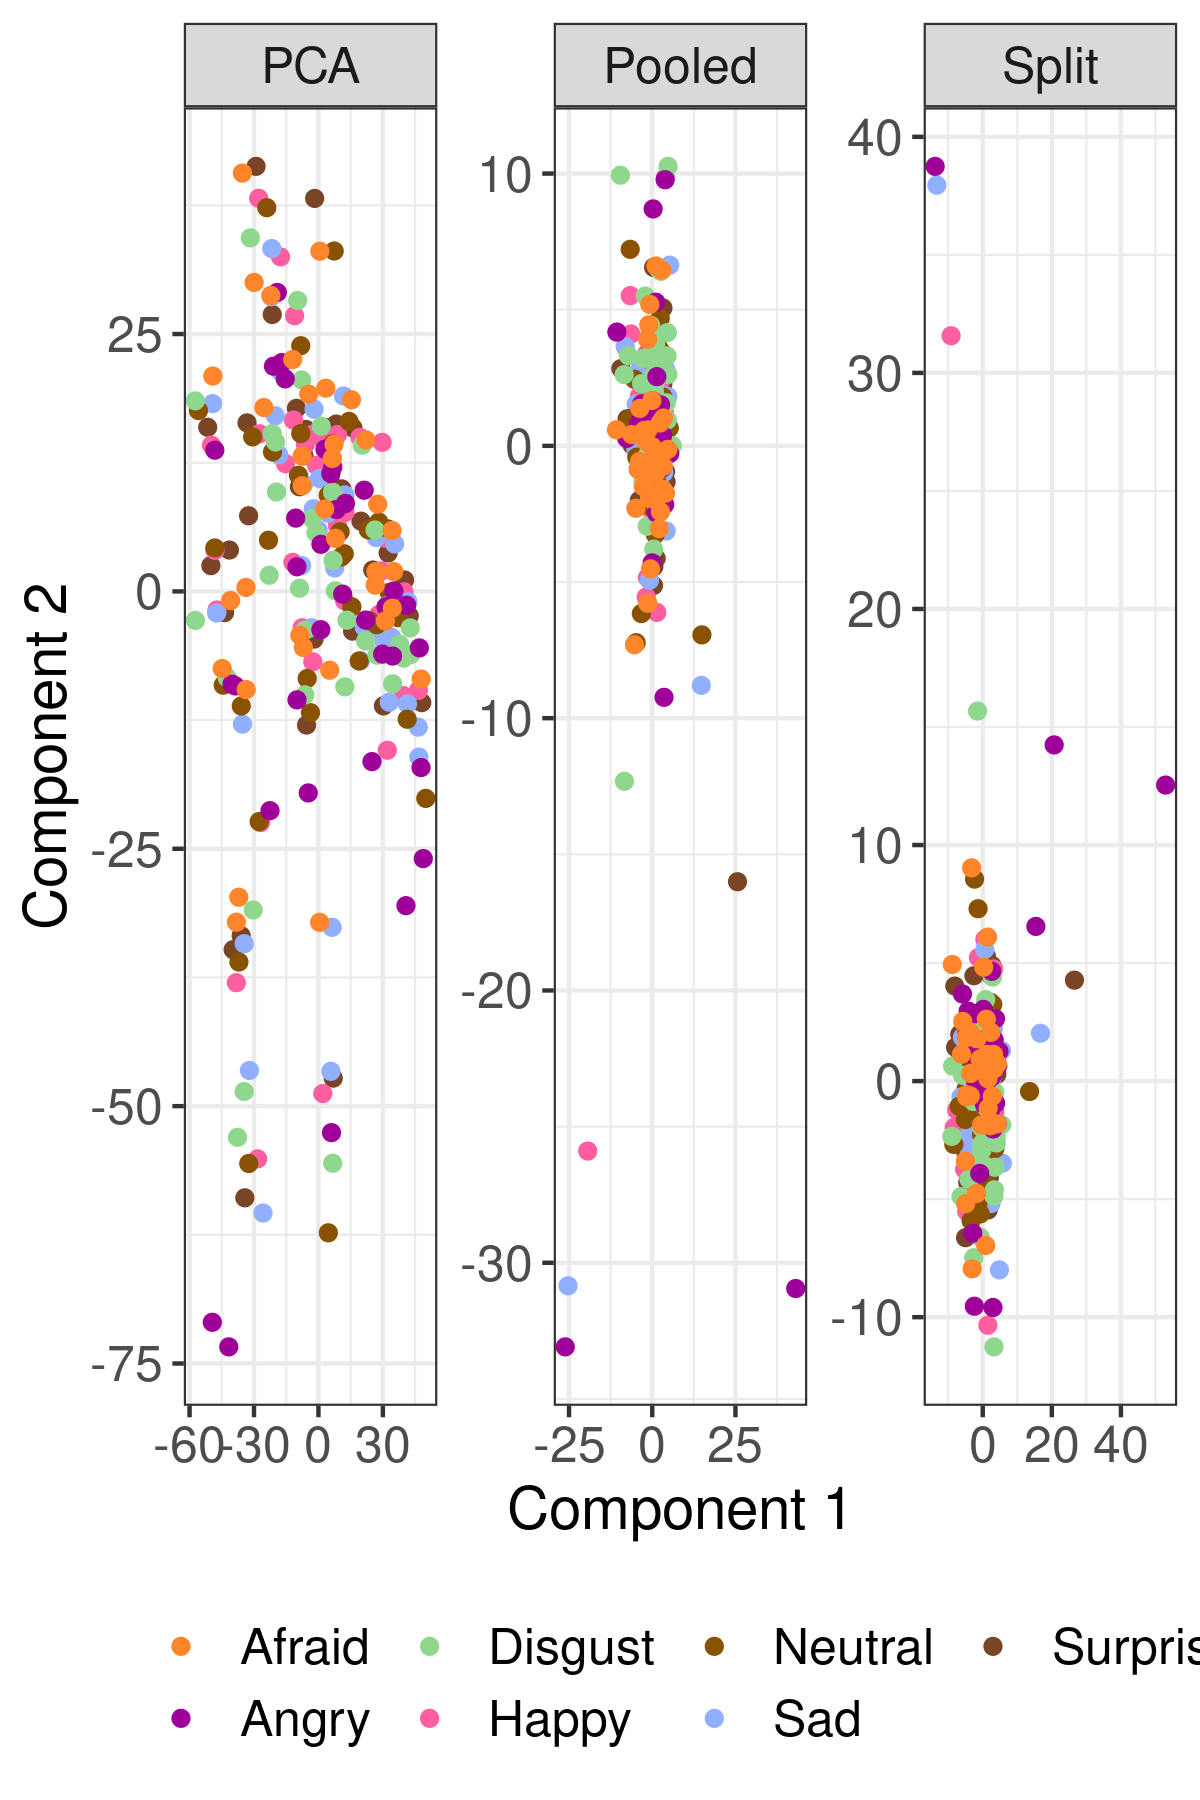 PCA Pooled Split
Component 2
25
0
-25
-50
-75
10
0
-10
-20
-30
40
30
20
10
0
-10
-60 -30 0 30
-25 0 25
0 20 40
Component 1
Afraid Disgust Neutral Surpris
Angry Happy Sad